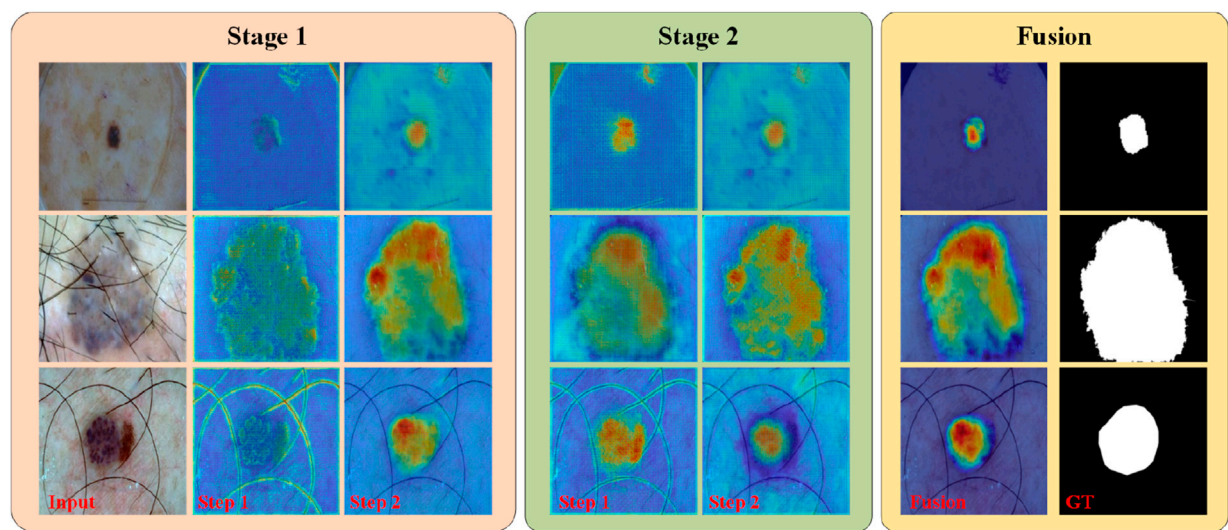 Stage 1
Stage 2
Fusion
Input
Step 1
Step 2
Step 1
Step 2
Fusion
GT